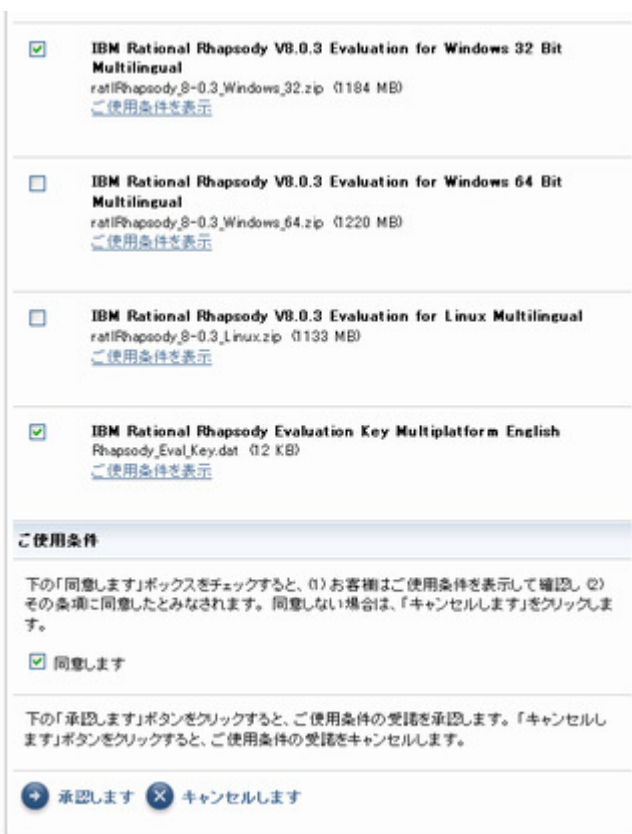 IBM Rational Rhapsody V8.0.3 Evaluation for Windows 32 Bit
Multilingual
ratlRhapsody_8-0.3_Windows_32.zip (1184 MB)
ご使用条件を表示
IBM Rational Rhapsody V8.0.3 Evaluation for Windows 64 Bit
Multilingual
ratlRhapsody_8-0.3_Windows_64.zip (1220 MB)
ご使用条件を表示
IBM Rational Rhapsody V8.0.3 Evaluation for Linux Multilingual
ratlRhapsody_8-0.3_Linux.zip (1133 MB)
ご使用条件を表示
IBM Rational Rhapsody Evaluation Key Multiplatform English
Rhapsody_Eval_Key.dat (12 KB)
ご使用条件を表示
ご使用条件
下の「同意します」ボックスをチェックすると、(1) お客様はご使用条件を表示して確認し (2)
その条項に同意したとみなされます。同意しない場合は、「キャンセルします」をクリックしま
す。
同意します
下の「承認します」ボタンをクリックすると、ご使用条件の受諾を承認します。「キャンセルし
ます」ボタンをクリックすると、ご使用条件の受諾をキャンセルします。
承認します キャンセルします